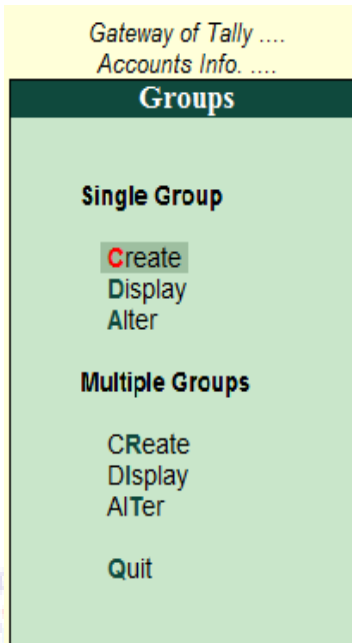 Gateway of Tally ....
Accounts Info. ....
Groups
Single Group
Create
Display
Alter
Multiple Groups
CReate
DIsplay
AlTer
Quit